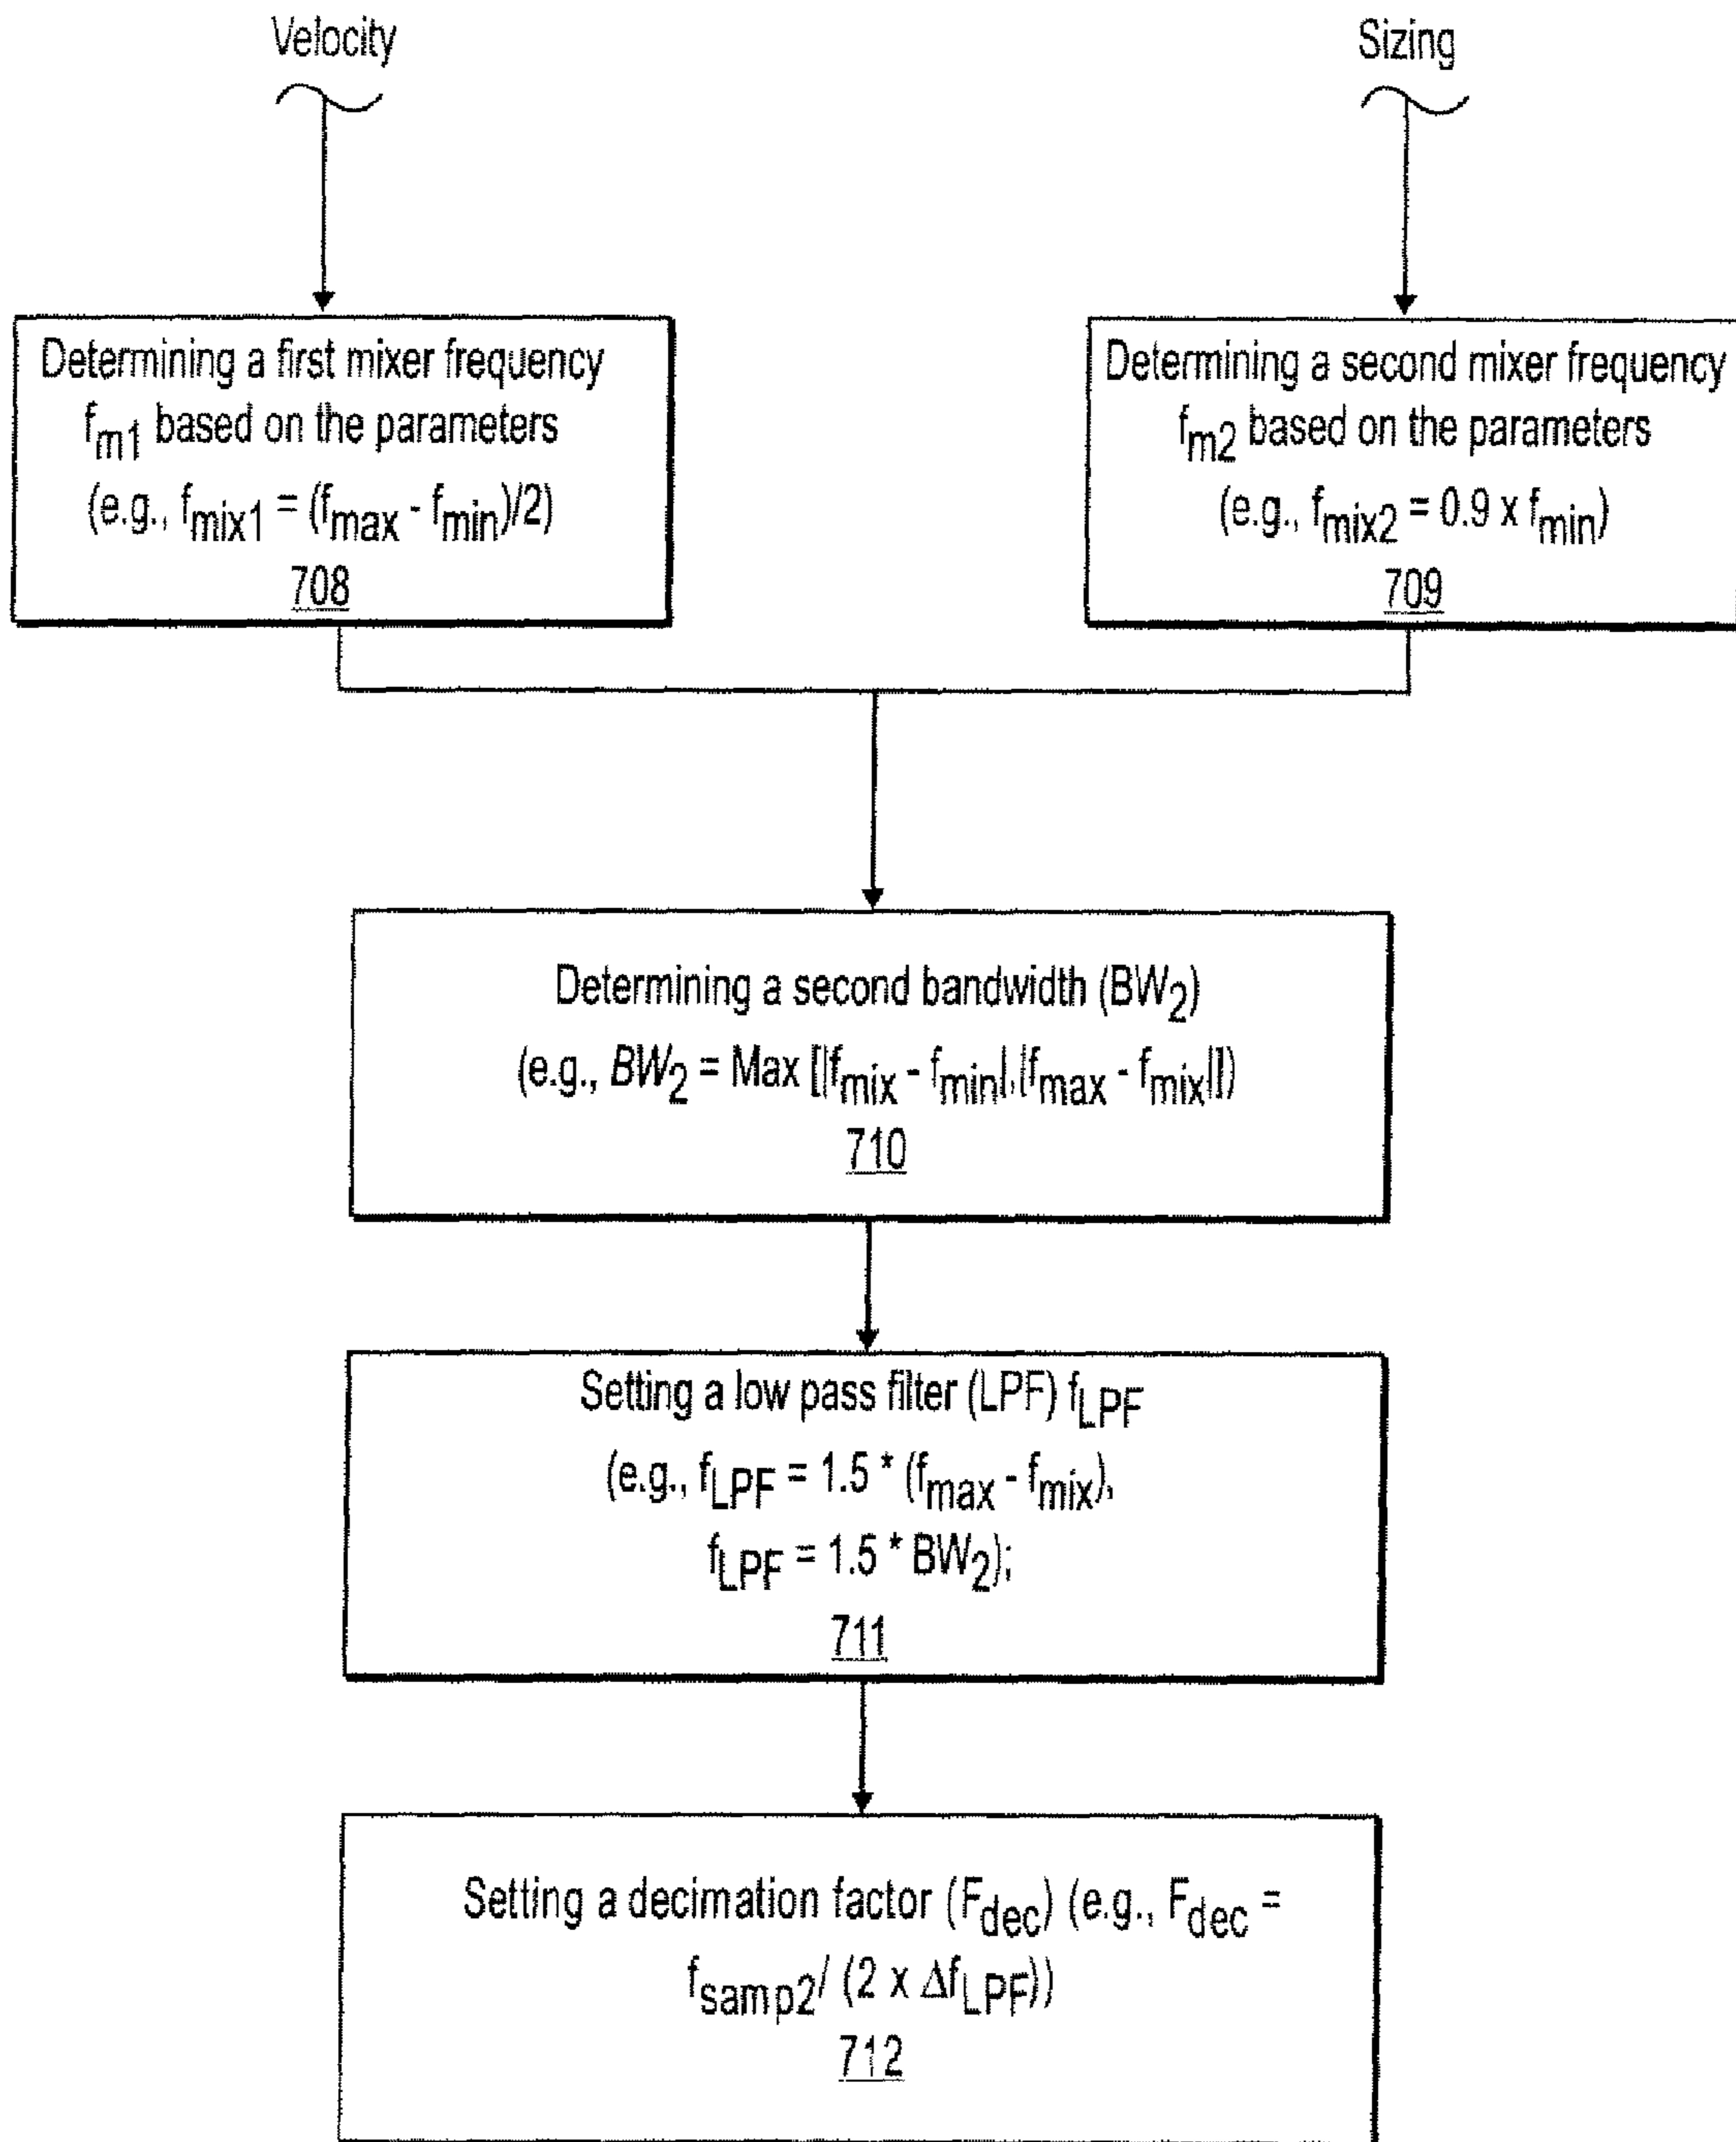 Velocity
Sizing
Determining a first mixer frequency
fm1 based on the parameters
(e.g., fmix1 = (fmax - fmin)/2)
708
Determining a second mixer frequency
fm2 based on the parameters
(e.g., fmix2 = 0.9 x fmin)
709
Determining a second bandwidth (BW2)
(e.g., BW2 = Max [|fmix - fmin|,|fmax - fmix|])
710
Setting a low pass filter (LPF) fLPF
(e.g., fLPF = 1.5 * (fmax - fmix),
fLPF = 1.5 * BW2);
711
Setting a decimation factor (Fdec) (e.g., Fdec =
fsamp2/ (2 x ΔfLPF))
712